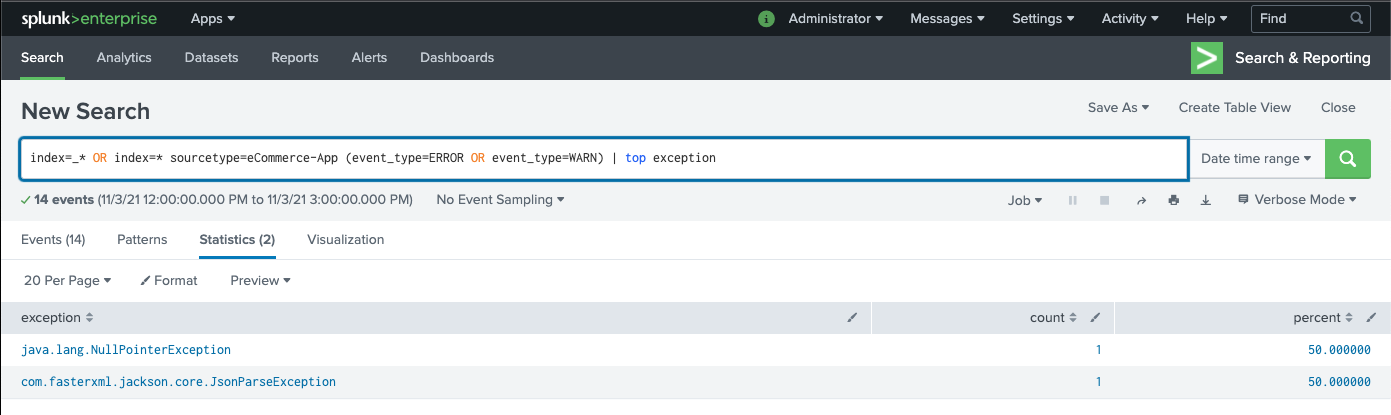 splunk>enterprise Apps Administrator Messages Settings Activity Help Find
Search Analytics Datasets Reports Alerts Dashboards Search & Reporting
New Search Save As Create Table View Close
index=_* OR index=* sourcetype=eCommerce-App (event_type=ERROR OR event_type=WARN) | top exception Date time range
14 events (11/3/21 12:00:00.000 PM to 11/3/21 3:00:00.000 PM) No Event Sampling Job Verbose Mode
Events (14) Patterns Statistics (2) Visualization
20 Per Page Format Preview
exception count percent
java.lang.NullPointerException 1 50.000000
com.fasterxml.jackson.core.JsonParseException 1 50.000000